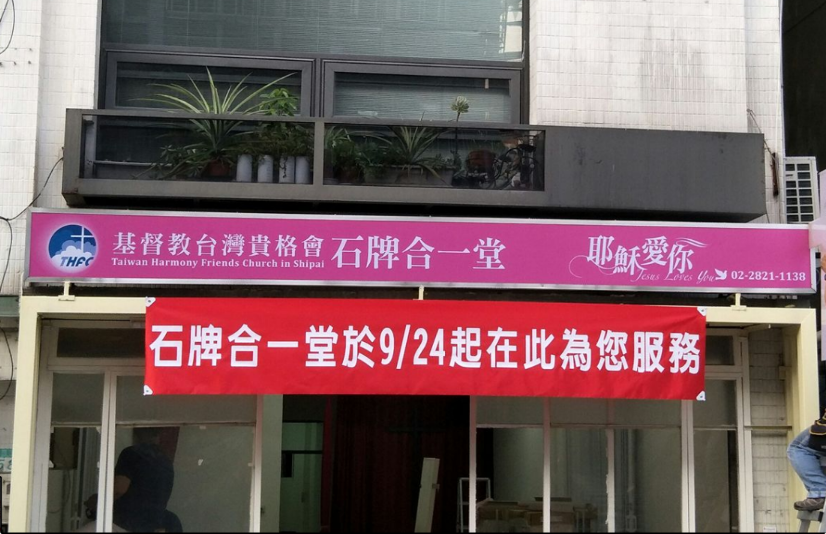 THFC
基督教台灣貴格會 石牌合一堂
Taiwan Harmony Friends Church in Shipai
耶穌愛你
Jesus Loves You
02-2821-1138
石牌合一堂於9/24起在此為您服務